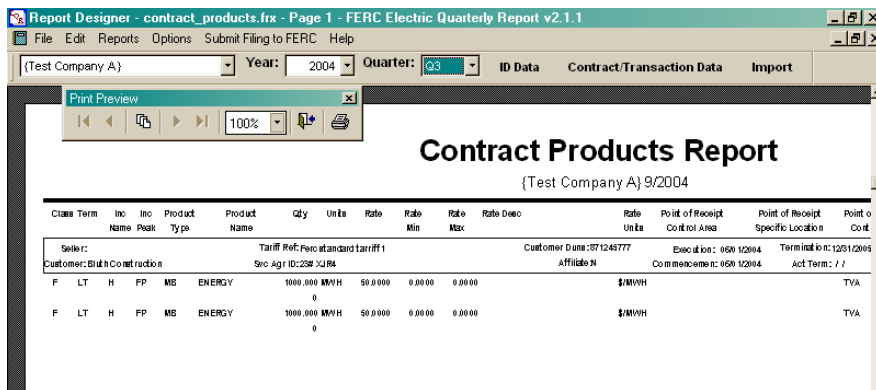 Report Designer - contract_products.frx - Page 1 - FERC Electric Quarterly Report v2.1.1
File Edit Reports Options Submit Filing to FERC Help
{Test Company A} Year: 2004 Quarter: Q3 ID Data Contract/Transaction Data Import
Print Preview
100%
Contract Products Report
{Test Company A} 9/2004
Class Term Inc Inc Product Product Qty Units Rate Rate Rate Rate Desc Rate Point of Receipt Point of Receipt Point o
Name Peak Type Name Min Max Units Control Area Specific Location Cont
Seller: Tariff Ref: Ferc standard tarriff 1 Customer Duns:871245777 Execution: 06/01/2004 Termination: 12/31/2005
Customer: Bluth Construction Svc Agr ID: 23# XJR4 Affiliate: N Commencemen: 06/01/2004 Act Term: / /
F LT H FP MB ENERGY 1000.000 MWH 50.0000 0.0000 0.0000 $/MWH TVA
0
F LT H FP MB ENERGY 1000.000 MWH 50.0000 0.0000 0.0000 $/MWH TVA
0